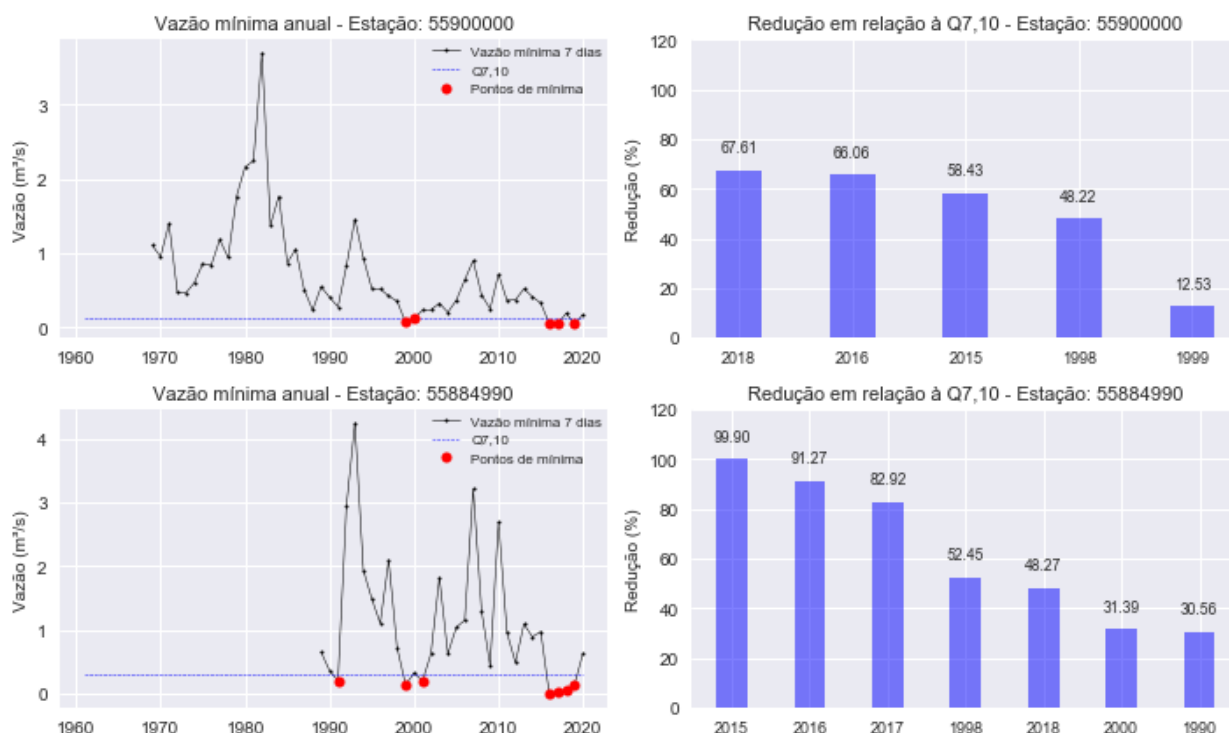 Vazão mínima anual - Estação: 55900000
Vazão (m³/s)
3
2
1
0
Vazão mínima 7 dias
Q7,10
Pontos de mínima
1960 1970 1980 1990 2000 2010 2020
Redução em relação à Q7,10 - Estação: 55900000
Redução (%)
120
100
80
60
40
20
0
67.61
66.06
58.43
48.22
12.53
2018 2016 2015 1998 1999
Vazão mínima anual - Estação: 55884990
Vazão (m³/s)
4
3
2
1
0
Vazão mínima 7 dias
Q7,10
Pontos de mínima
1960 1970 1980 1990 2000 2010 2020
Redução em relação à Q7,10 - Estação: 55884990
Redução (%)
120
100
80
60
40
20
0
99.90
91.27
82.92
52.45
48.27
31.39
30.56
2015 2016 2017 1998 2018 2000 1990